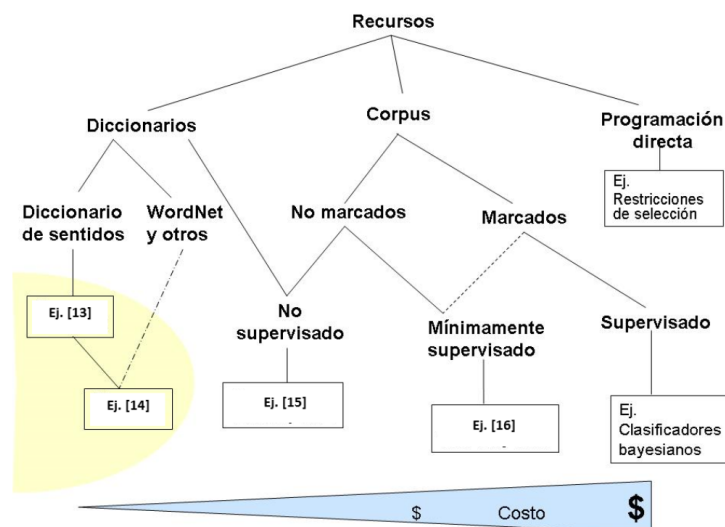 Recursos
Diccionarios
Corpus
Programación
directa
Ej.
Restricciones
de selección
Diccionario
de sentidos
WordNet
y otros
No marcados
Marcados
Ej. [13]
No
supervisado
Mínimamente
supervisado
Supervisado
Ej. [14]
Ej. [15]
Ej. [16]
Ej.
Clasificadores
bayesianos
$ Costo $